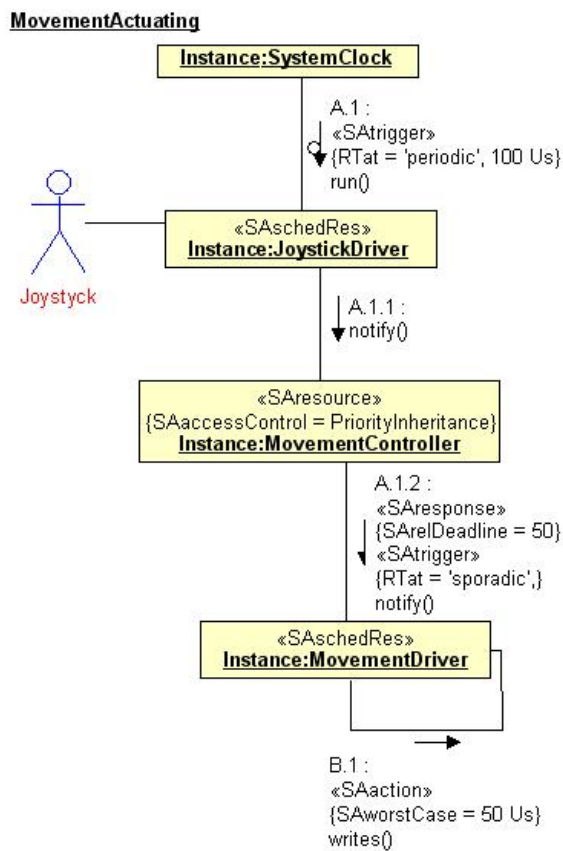 MovementActuating
Instance:SystemClock
A.1 :
«SAtrigger»
{RTat = 'periodic', 100 Us}
run()
«SAschedRes»
Instance:JoystickDriver
Joystyck
A.1.1 :
notify()
«SAresource»
{SAaccessControl = PriorityInheritance}
Instance:MovementController
A.1.2 :
«SAresponse»
{SArelDeadline = 50}
«SAtrigger»
{RTat = 'sporadic',}
notify()
«SAschedRes»
Instance:MovementDriver
B.1 :
«SAaction»
{SAworstCase = 50 Us}
writes()